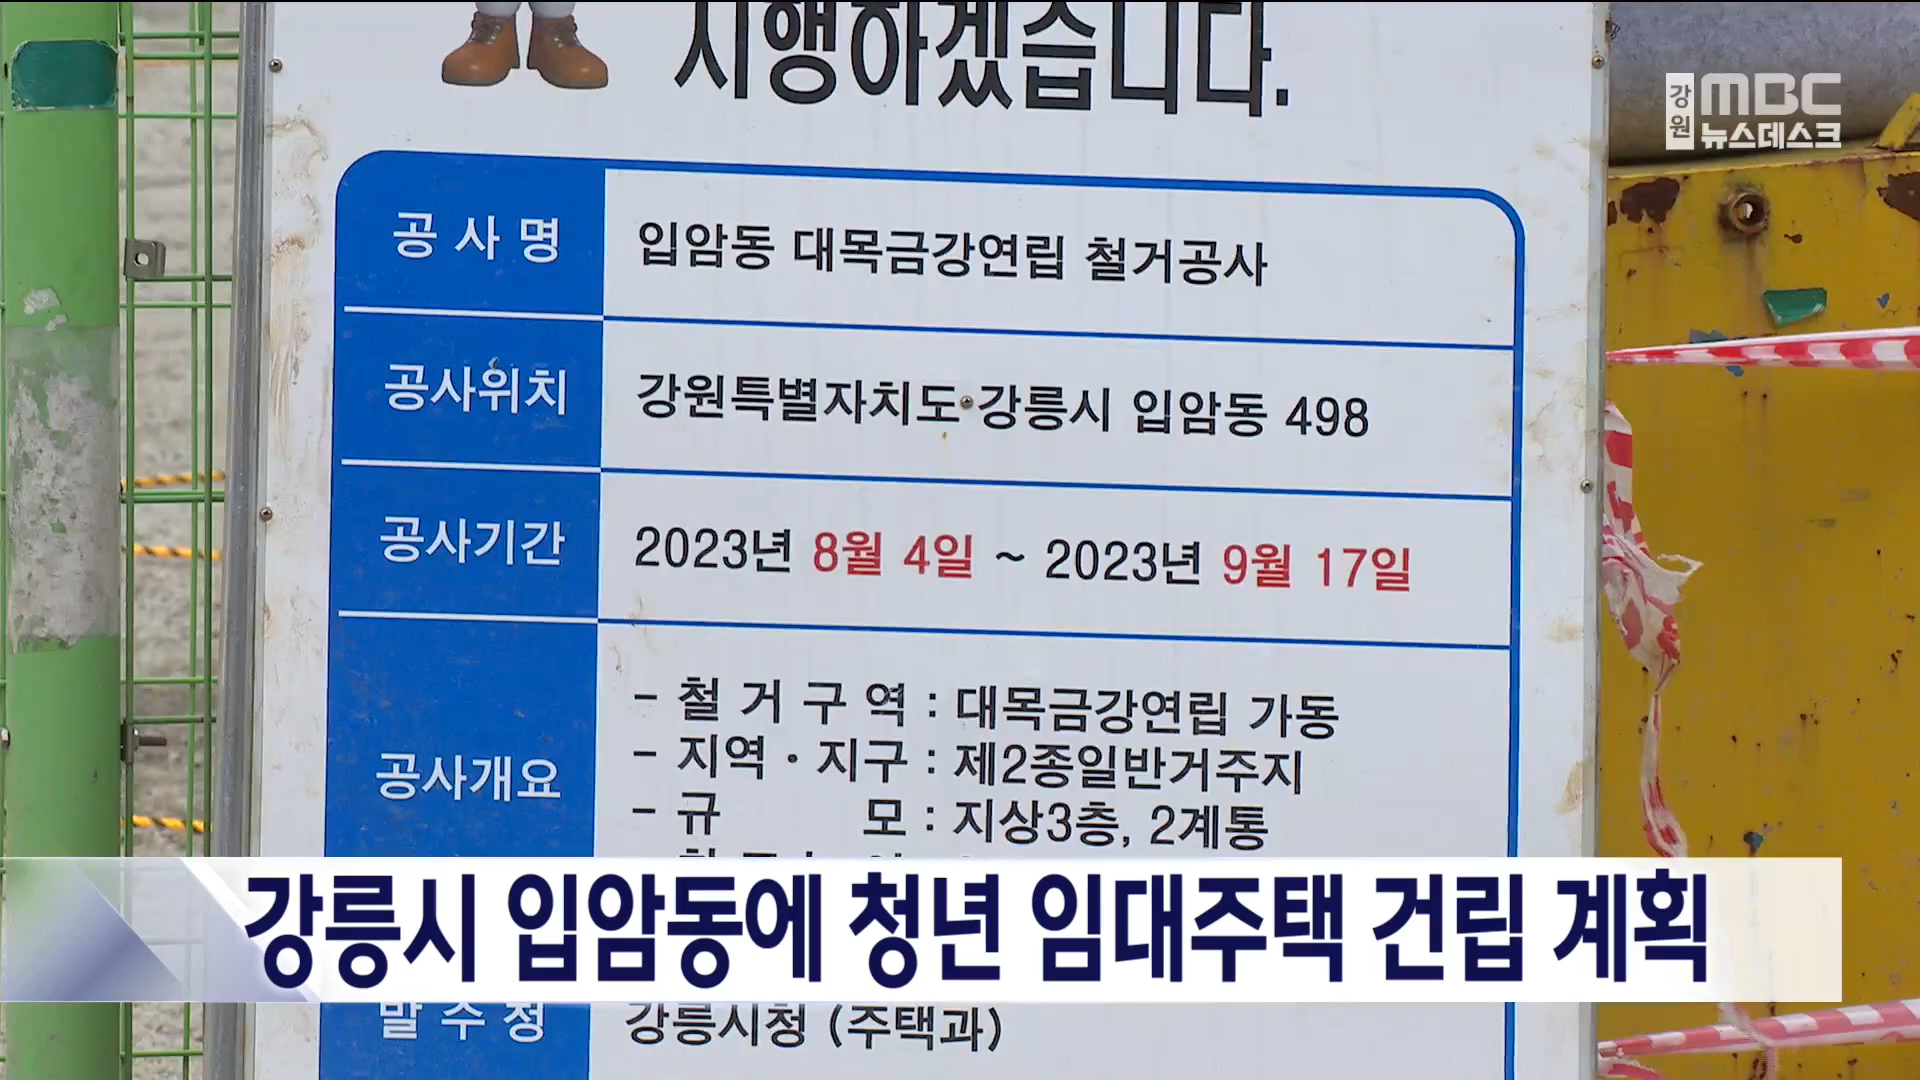 시행하겠습니다.
강원 MBC
뉴스데스크
공 사 명 입암동 대목금강연립 철거공사
공사위치 강원특별자치도 강릉시 입암동 498
공사기간 2023년 8월 4일 ~ 2023년 9월 17일
공사개요
- 철 거 구 역 : 대목금강연립 가동
- 지역 · 지구 : 제2종일반거주지
- 규 모 : 지상3층, 2계통
강릉시 입암동에 청년 임대주택 건립 계획
발 주 청 강릉시청 (주택과)